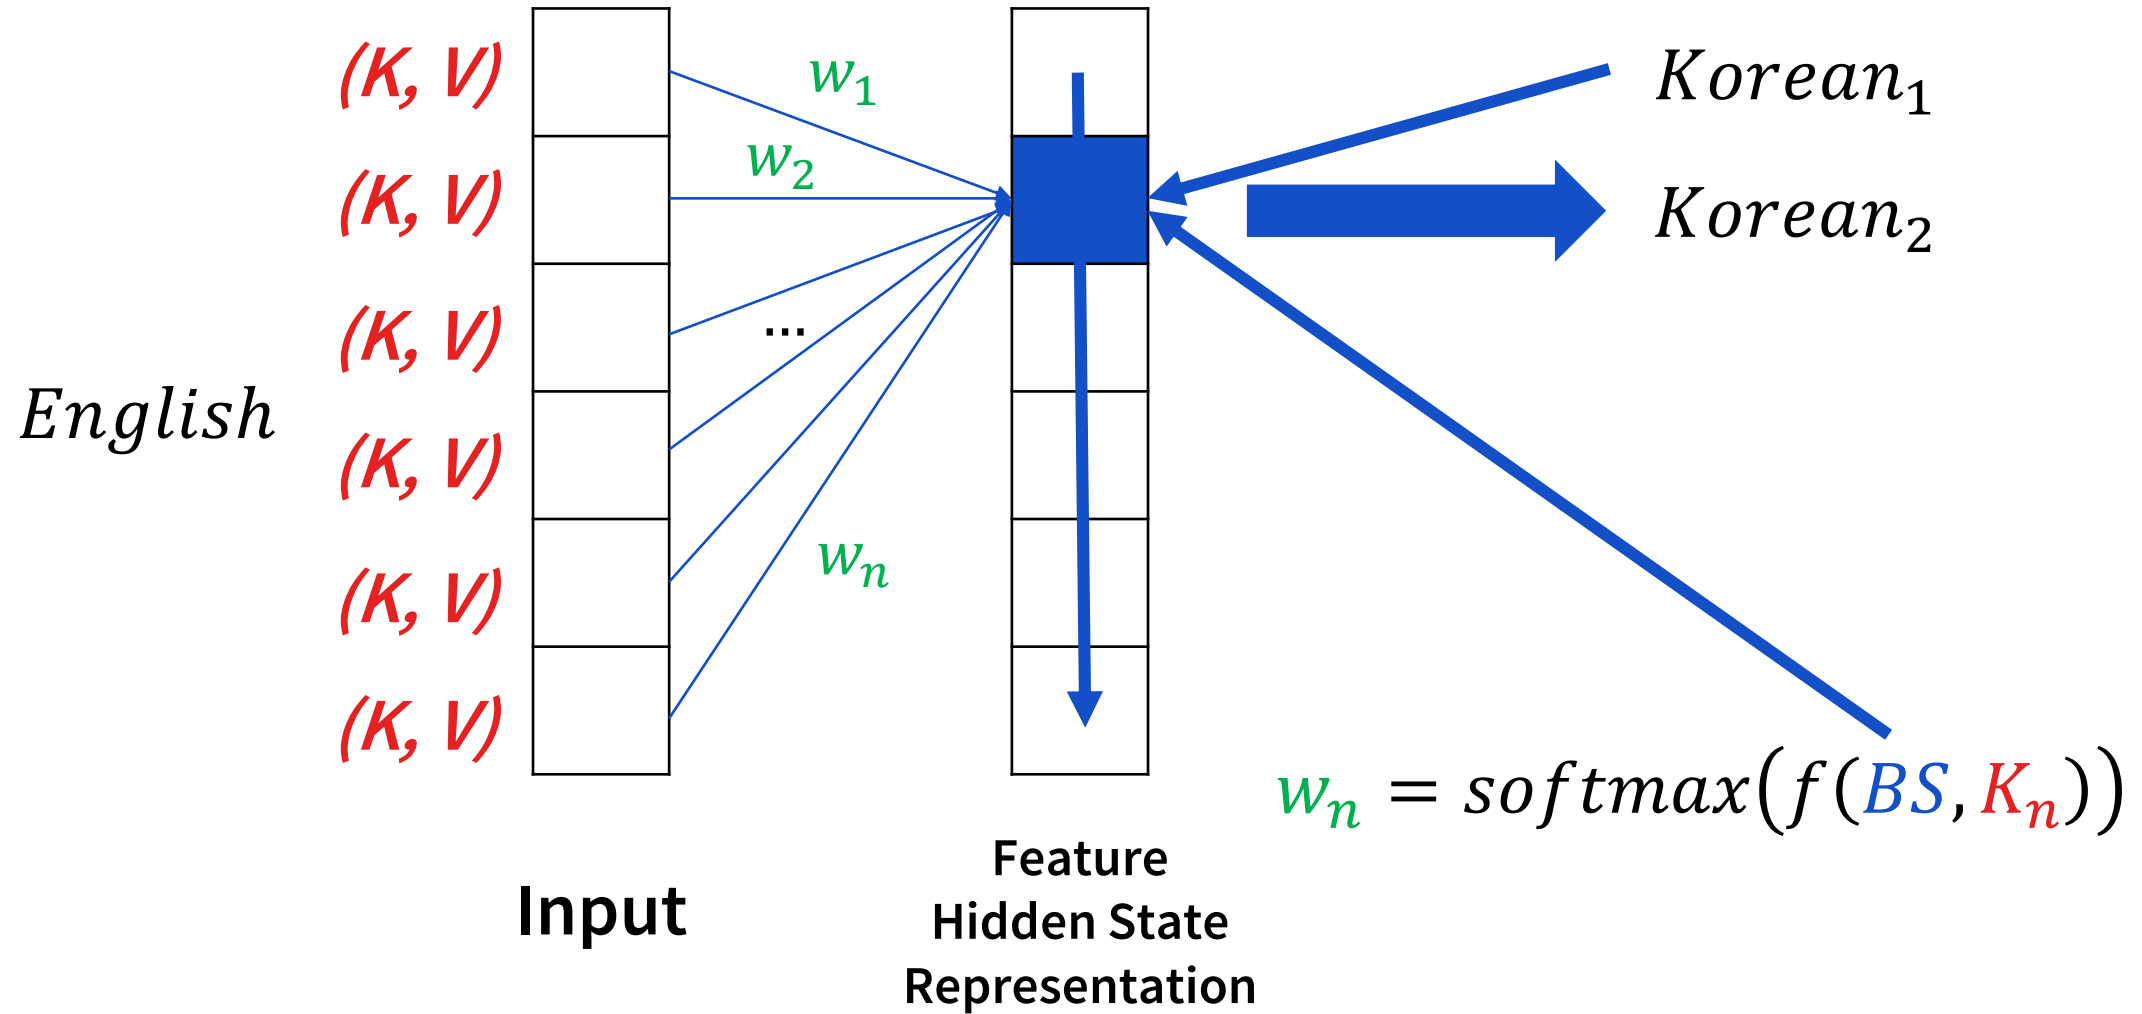 (K, V) w₁ Korean₁
(K, V) w₂ Korean₂
(K, V) ...
English
(K, V)
(K, V) wₙ
(K, V)
wₙ = softmax(f(BS, Kₙ))
Input
Feature
Hidden State
Representation